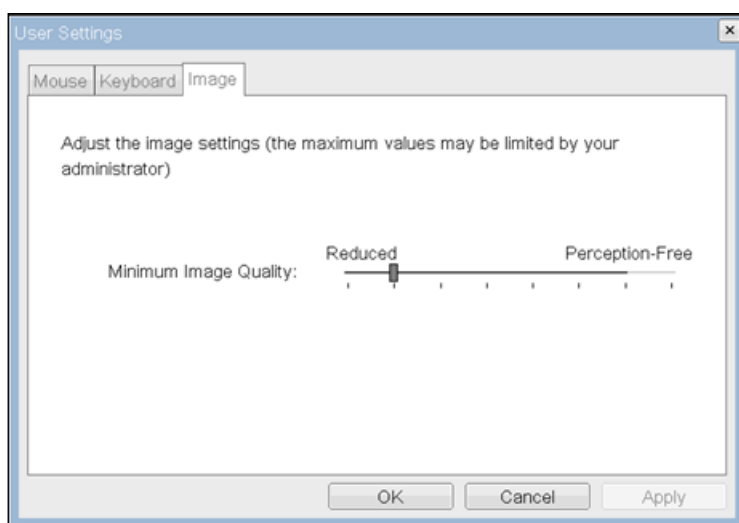 User Settings
Mouse Keyboard Image
Adjust the image settings (the maximum values may be limited by your
administrator)
Reduced Perception-Free
Minimum Image Quality:
OK Cancel Apply